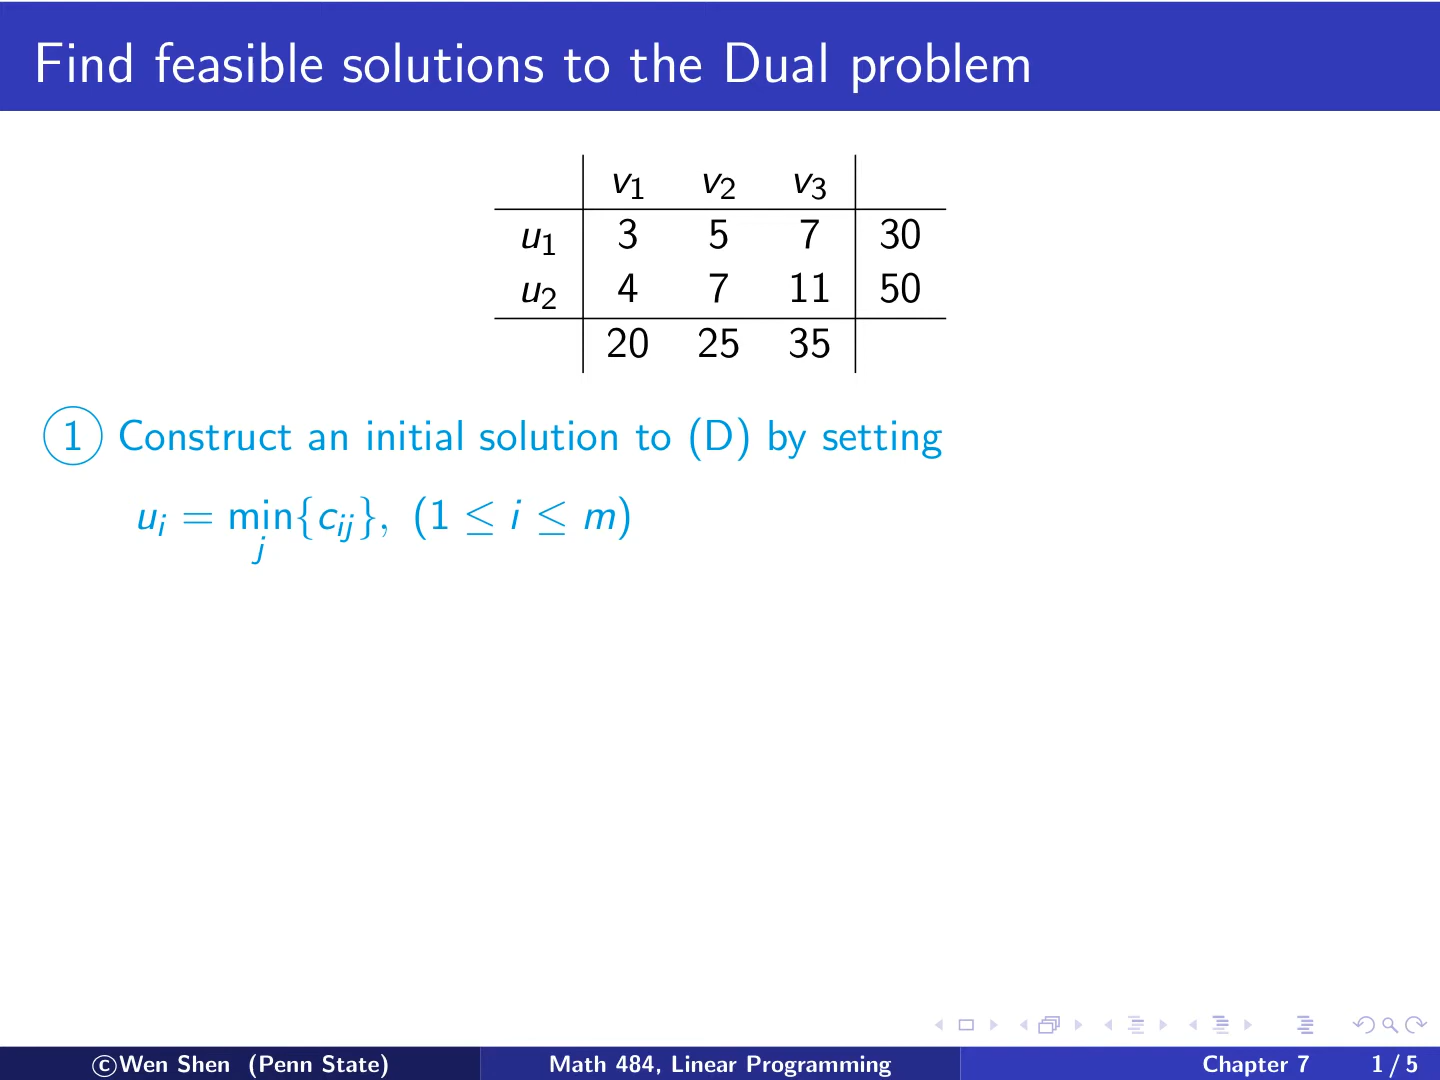 Find feasible solutions to the Dual problem
v₁ v₂ v₃
u₁ 3 5 7 30
u₂ 4 7 11 50
20 25 35
① Construct an initial solution to (D) by setting
uᵢ = min{cᵢⱼ}, (1 ≤ i ≤ m)
j
©Wen Shen (Penn State) Math 484, Linear Programming Chapter 7 1 / 5